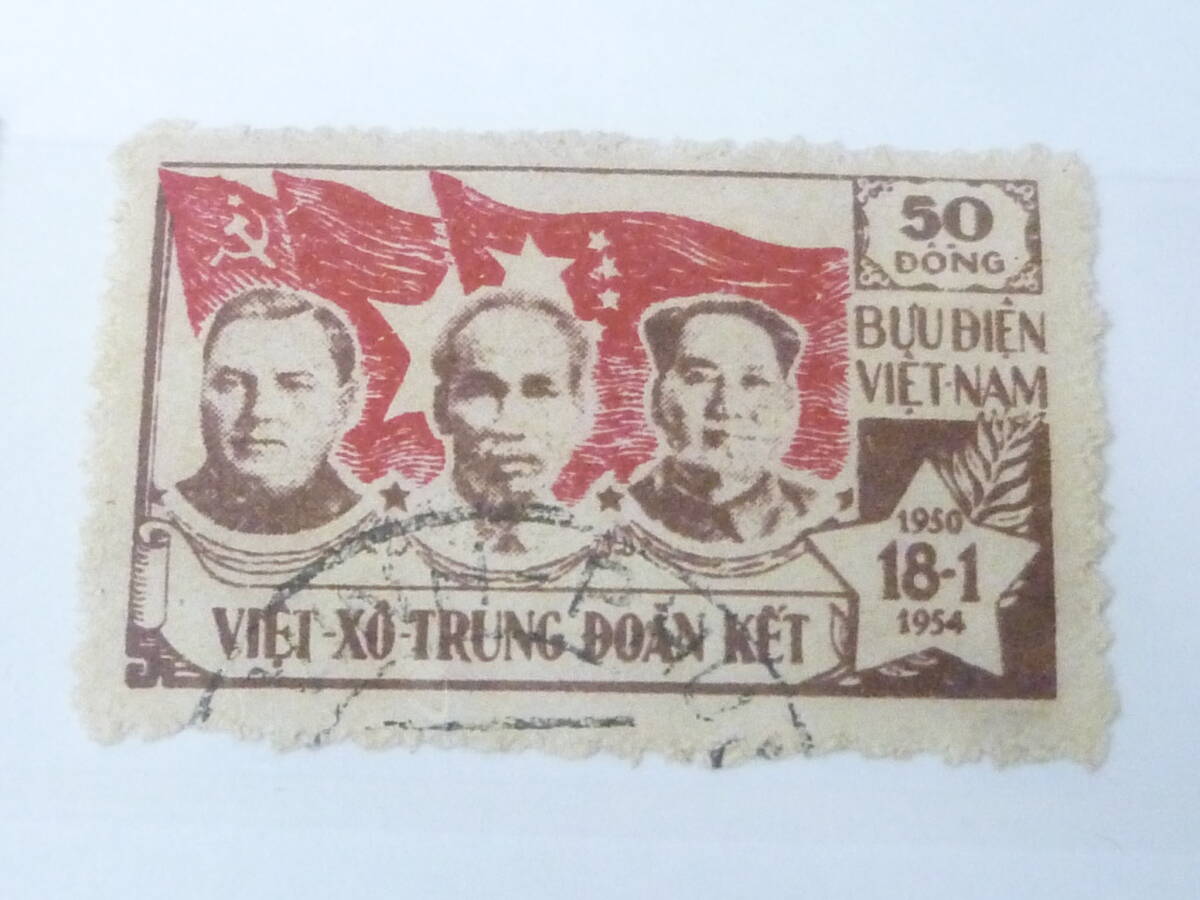 50
ĐỒNG
BƯU ĐIỆN
VIỆT-NAM
1950
18-1
1954
VIỆT-XÔ-TRUNG ĐOÀN KẾT